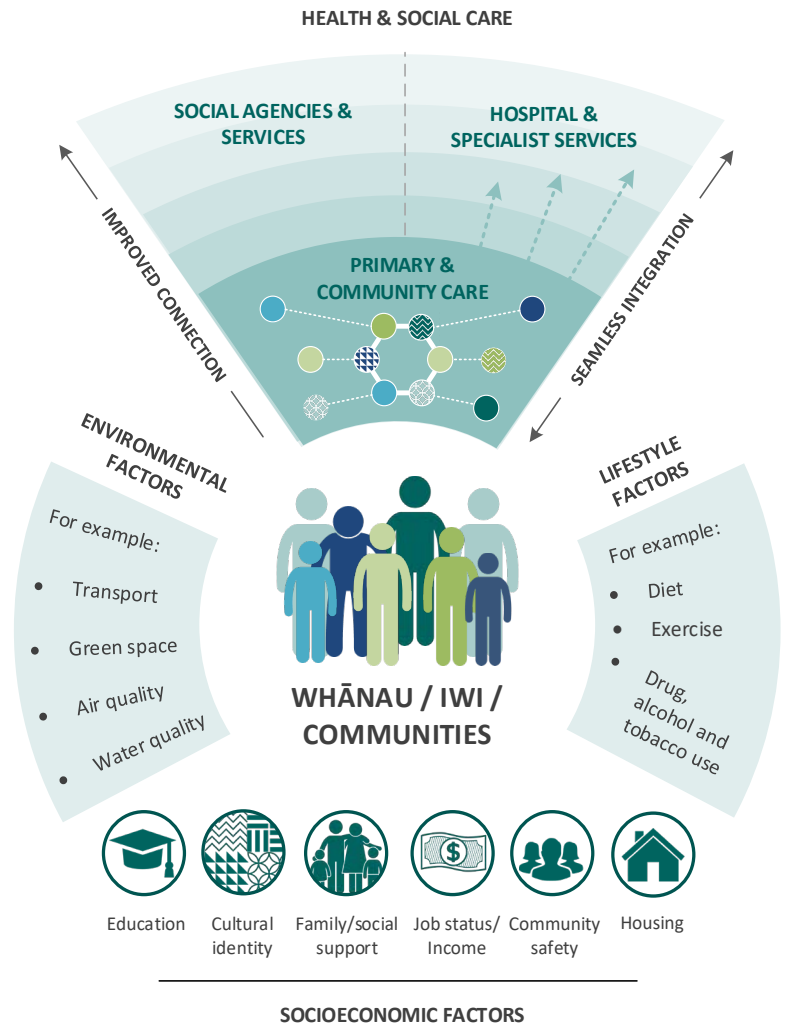 HEALTH & SOCIAL CARE
SOCIAL AGENCIES &
SERVICES
HOSPITAL &
SPECIALIST SERVICES
IMPROVED CONNECTION
SEAMLESS INTEGRATION
PRIMARY &
COMMUNITY CARE
ENVIRONMENTAL
FACTORS
For example:
• Transport
• Green space
• Air quality
• Water quality
LIFESTYLE
FACTORS
For example:
• Diet
• Exercise
• Drug,
alcohol and
tobacco use
WHĀNAU / IWI /
COMMUNITIES
$
Education
Cultural
identity
Family/social
support
Job status/
Income
Community
safety
Housing
SOCIOECONOMIC FACTORS